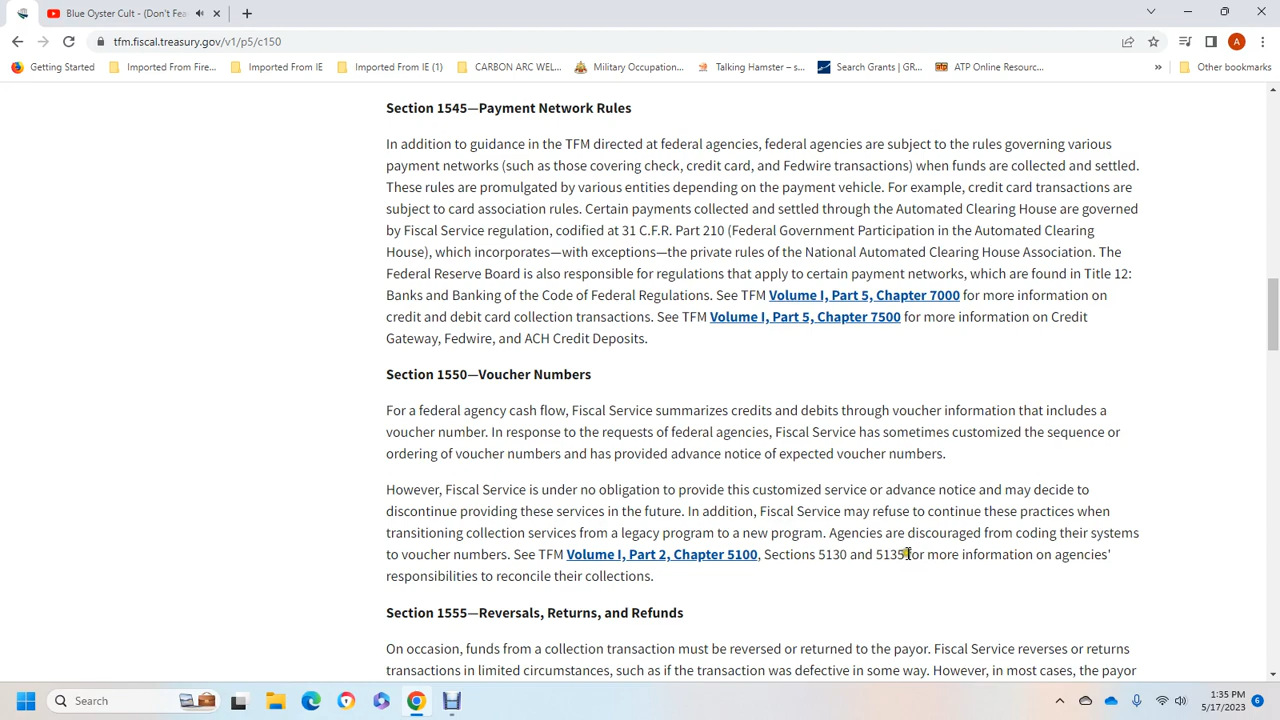 Blue Oyster Cult - (Don't Fea
tfm.fiscal.treasury.gov/v1/p5/c150
A
Getting Started
Imported From Fire...
Imported From IE
Imported From IE (1)
CARBON ARC WEL...
Military Occupation...
Talking Hamster – s...
Search Grants | GR...
ATP Online Resourc...
»
Other bookmarks
Section 1545—Payment Network Rules
In addition to guidance in the TFM directed at federal agencies, federal agencies are subject to the rules governing various
payment networks (such as those covering check, credit card, and Fedwire transactions) when funds are collected and settled.
These rules are promulgated by various entities depending on the payment vehicle. For example, credit card transactions are
subject to card association rules. Certain payments collected and settled through the Automated Clearing House are governed
by Fiscal Service regulation, codified at 31 C.F.R. Part 210 (Federal Government Participation in the Automated Clearing
House), which incorporates—with exceptions—the private rules of the National Automated Clearing House Association. The
Federal Reserve Board is also responsible for regulations that apply to certain payment networks, which are found in Title 12:
Banks and Banking of the Code of Federal Regulations. See TFM Volume I, Part 5, Chapter 7000 for more information on
credit and debit card collection transactions. See TFM Volume I, Part 5, Chapter 7500 for more information on Credit
Gateway, Fedwire, and ACH Credit Deposits.
Section 1550—Voucher Numbers
For a federal agency cash flow, Fiscal Service summarizes credits and debits through voucher information that includes a
voucher number. In response to the requests of federal agencies, Fiscal Service has sometimes customized the sequence or
ordering of voucher numbers and has provided advance notice of expected voucher numbers.
However, Fiscal Service is under no obligation to provide this customized service or advance notice and may decide to
discontinue providing these services in the future. In addition, Fiscal Service may refuse to continue these practices when
transitioning collection services from a legacy program to a new program. Agencies are discouraged from coding their systems
to voucher numbers. See TFM Volume I, Part 2, Chapter 5100, Sections 5130 and 5135 for more information on agencies'
responsibilities to reconcile their collections.
Section 1555—Reversals, Returns, and Refunds
On occasion, funds from a collection transaction must be reversed or returned to the payor. Fiscal Service reverses or returns
transactions in limited circumstances, such as if the transaction was defective in some way. However, in most cases, the payor
Search
1:35 PM
5/17/2023
6